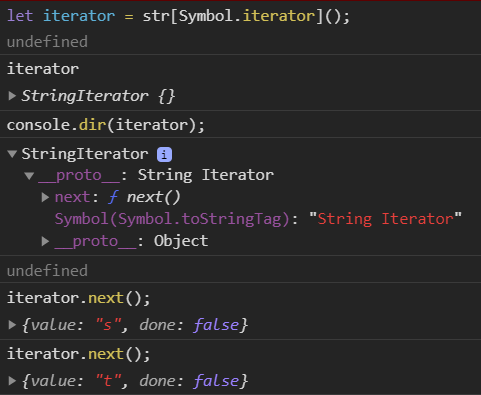 let iterator = str[Symbol.iterator]();
undefined
iterator
▶ StringIterator {}
console.dir(iterator);
▼ StringIterator i
▼ __proto__: String Iterator
▶ next: ƒ next()
Symbol(Symbol.toStringTag): "String Iterator"
▶ __proto__: Object
undefined
iterator.next();
▶ {value: "s", done: false}
iterator.next();
▶ {value: "t", done: false}